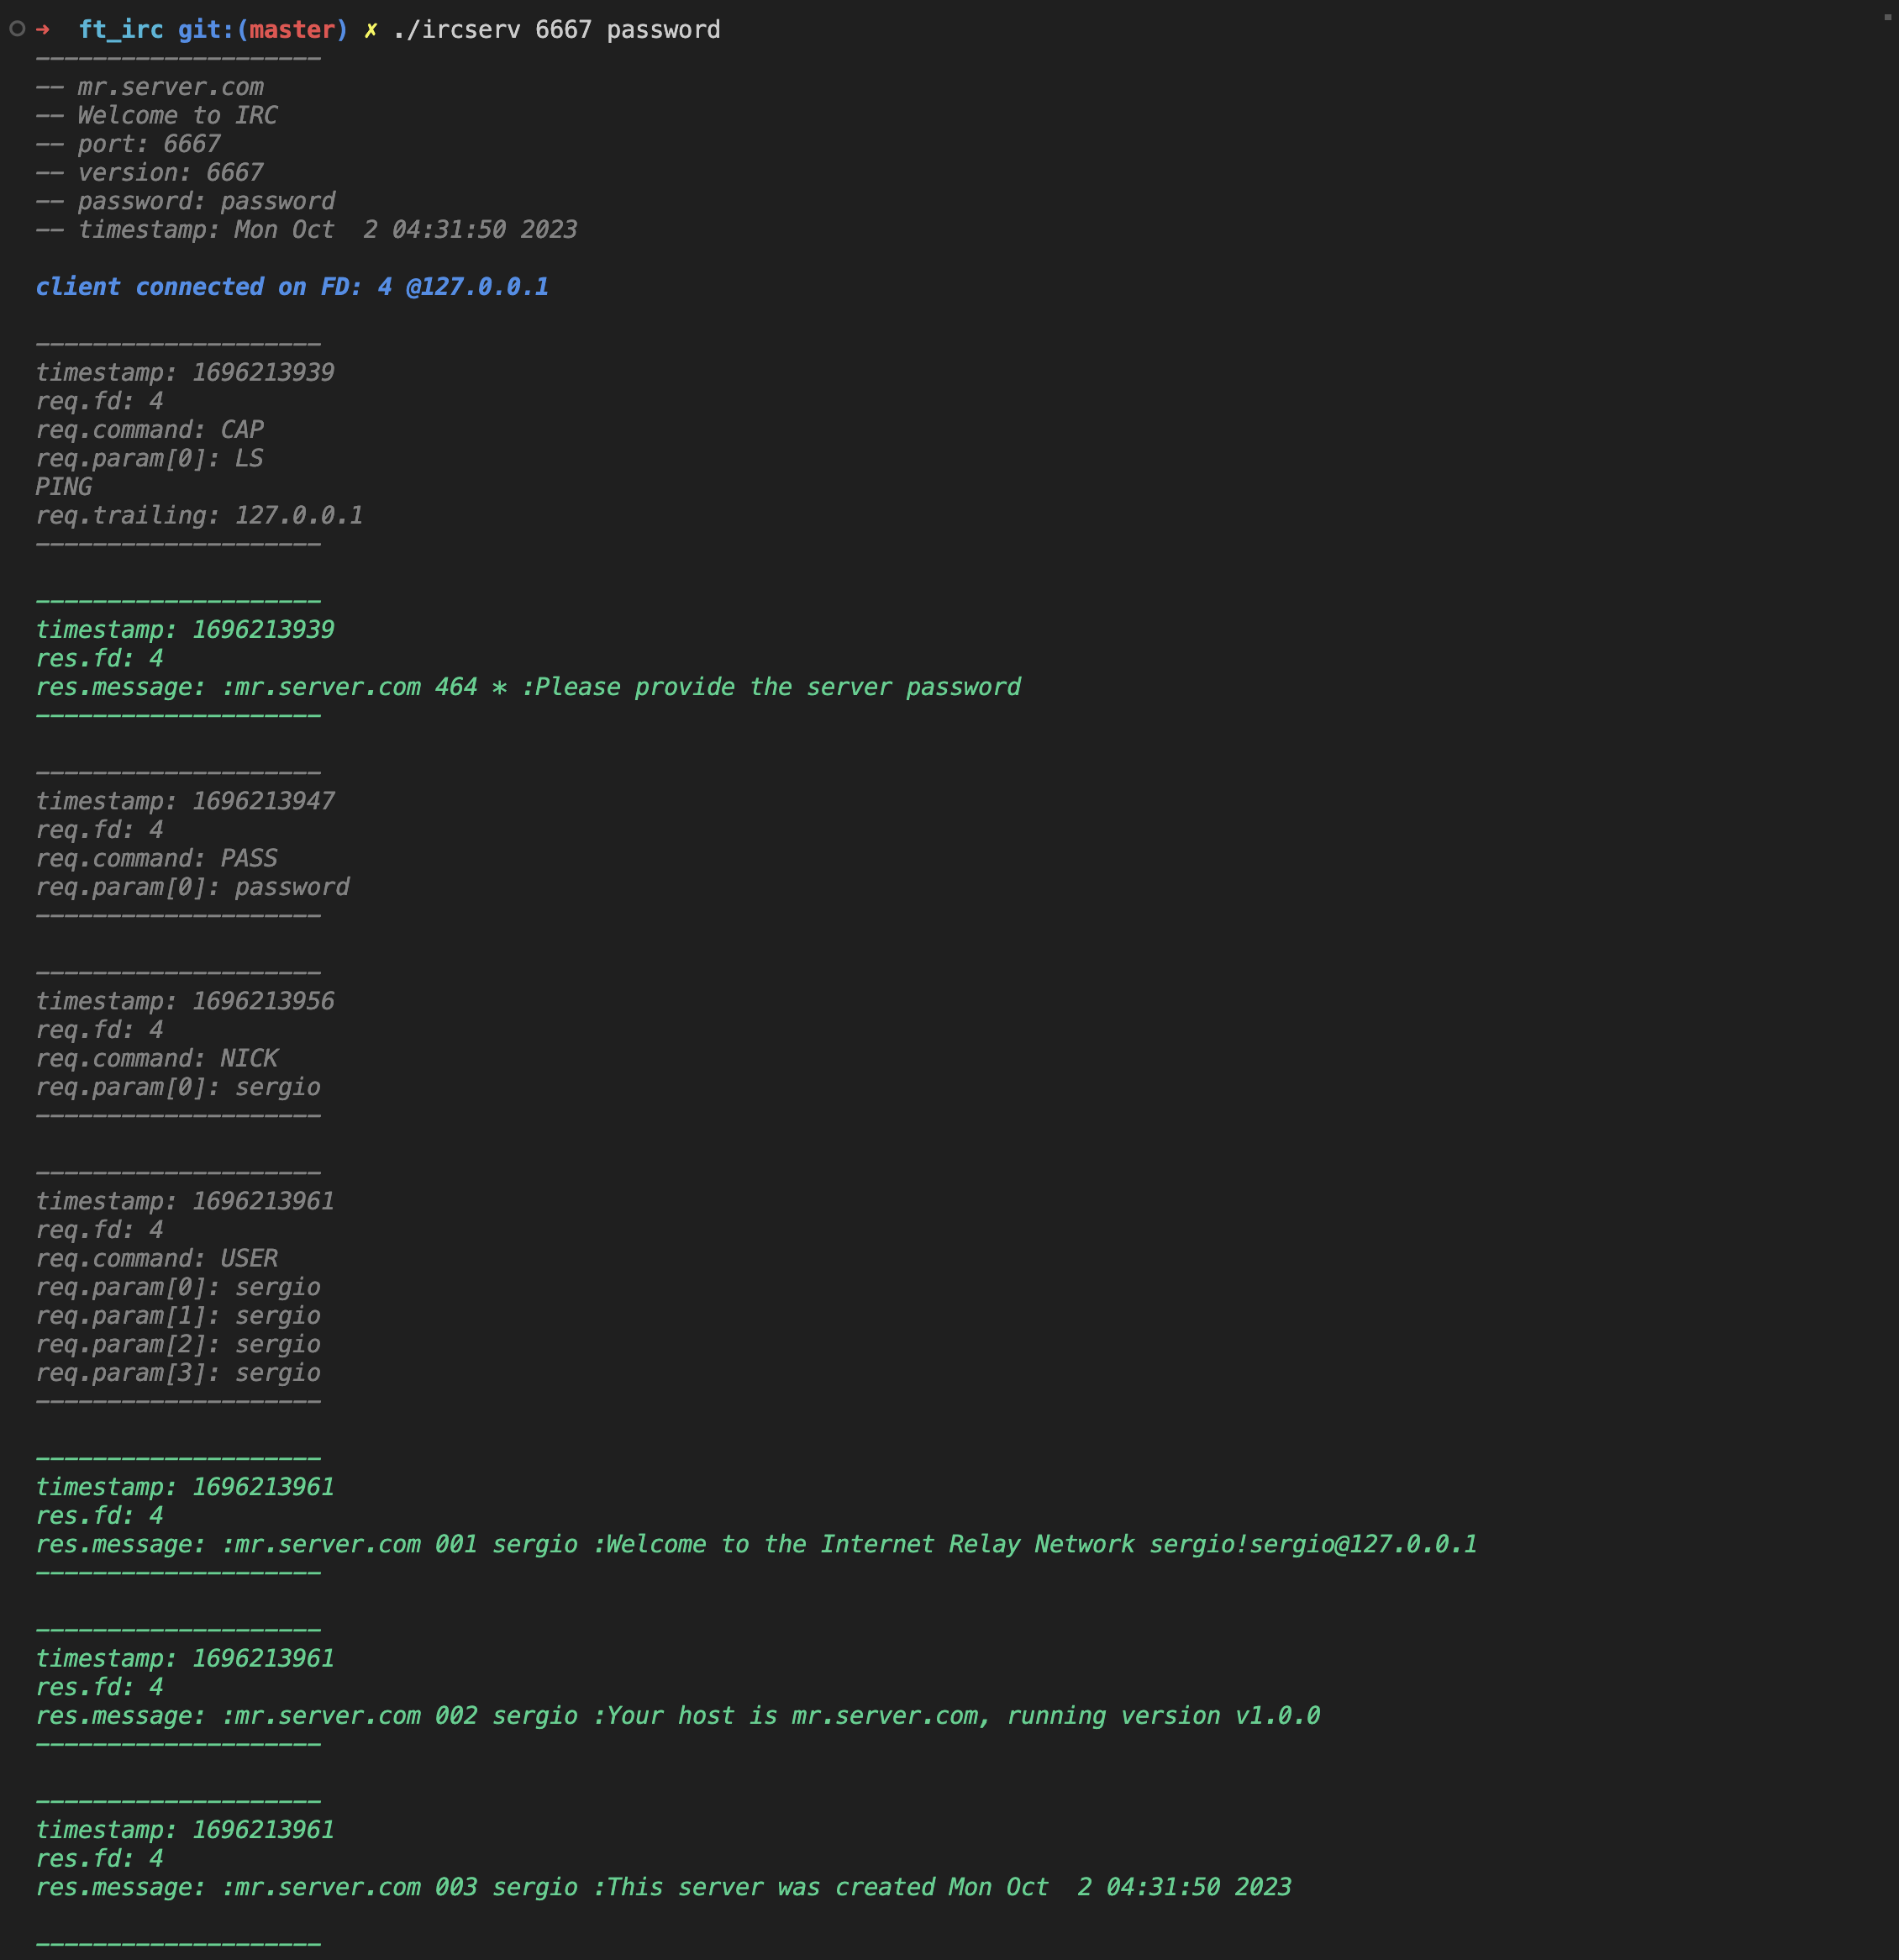 ➜  ft_irc git:(master) ✗ ./ircserv 6667 password
————————————————————
—— mr.server.com
—— Welcome to IRC
—— port: 6667
—— version: 6667
—— password: password
—— timestamp: Mon Oct  2 04:31:50 2023
client connected on FD: 4 @127.0.0.1
————————————————————
timestamp: 1696213939
req.fd: 4
req.command: CAP
req.param[0]: LS
PING
req.trailing: 127.0.0.1
————————————————————
————————————————————
timestamp: 1696213939
res.fd: 4
res.message: :mr.server.com 464 * :Please provide the server password
————————————————————
————————————————————
timestamp: 1696213947
req.fd: 4
req.command: PASS
req.param[0]: password
————————————————————
————————————————————
timestamp: 1696213956
req.fd: 4
req.command: NICK
req.param[0]: sergio
————————————————————
————————————————————
timestamp: 1696213961
req.fd: 4
req.command: USER
req.param[0]: sergio
req.param[1]: sergio
req.param[2]: sergio
req.param[3]: sergio
————————————————————
————————————————————
timestamp: 1696213961
res.fd: 4
res.message: :mr.server.com 001 sergio :Welcome to the Internet Relay Network sergio!sergio@127.0.0.1
————————————————————
————————————————————
timestamp: 1696213961
res.fd: 4
res.message: :mr.server.com 002 sergio :Your host is mr.server.com, running version v1.0.0
————————————————————
————————————————————
timestamp: 1696213961
res.fd: 4
res.message: :mr.server.com 003 sergio :This server was created Mon Oct  2 04:31:50 2023
————————————————————